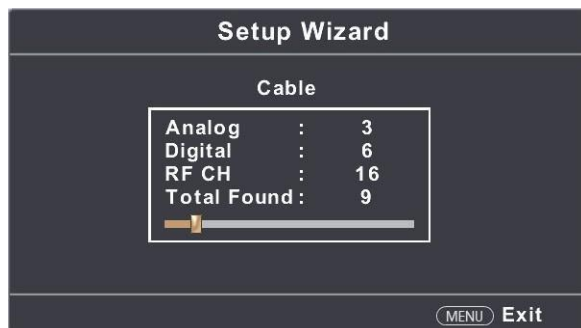 Setup Wizard
Cable
Analog : 3
Digital : 6
RF CH : 16
Total Found : 9
MENU Exit